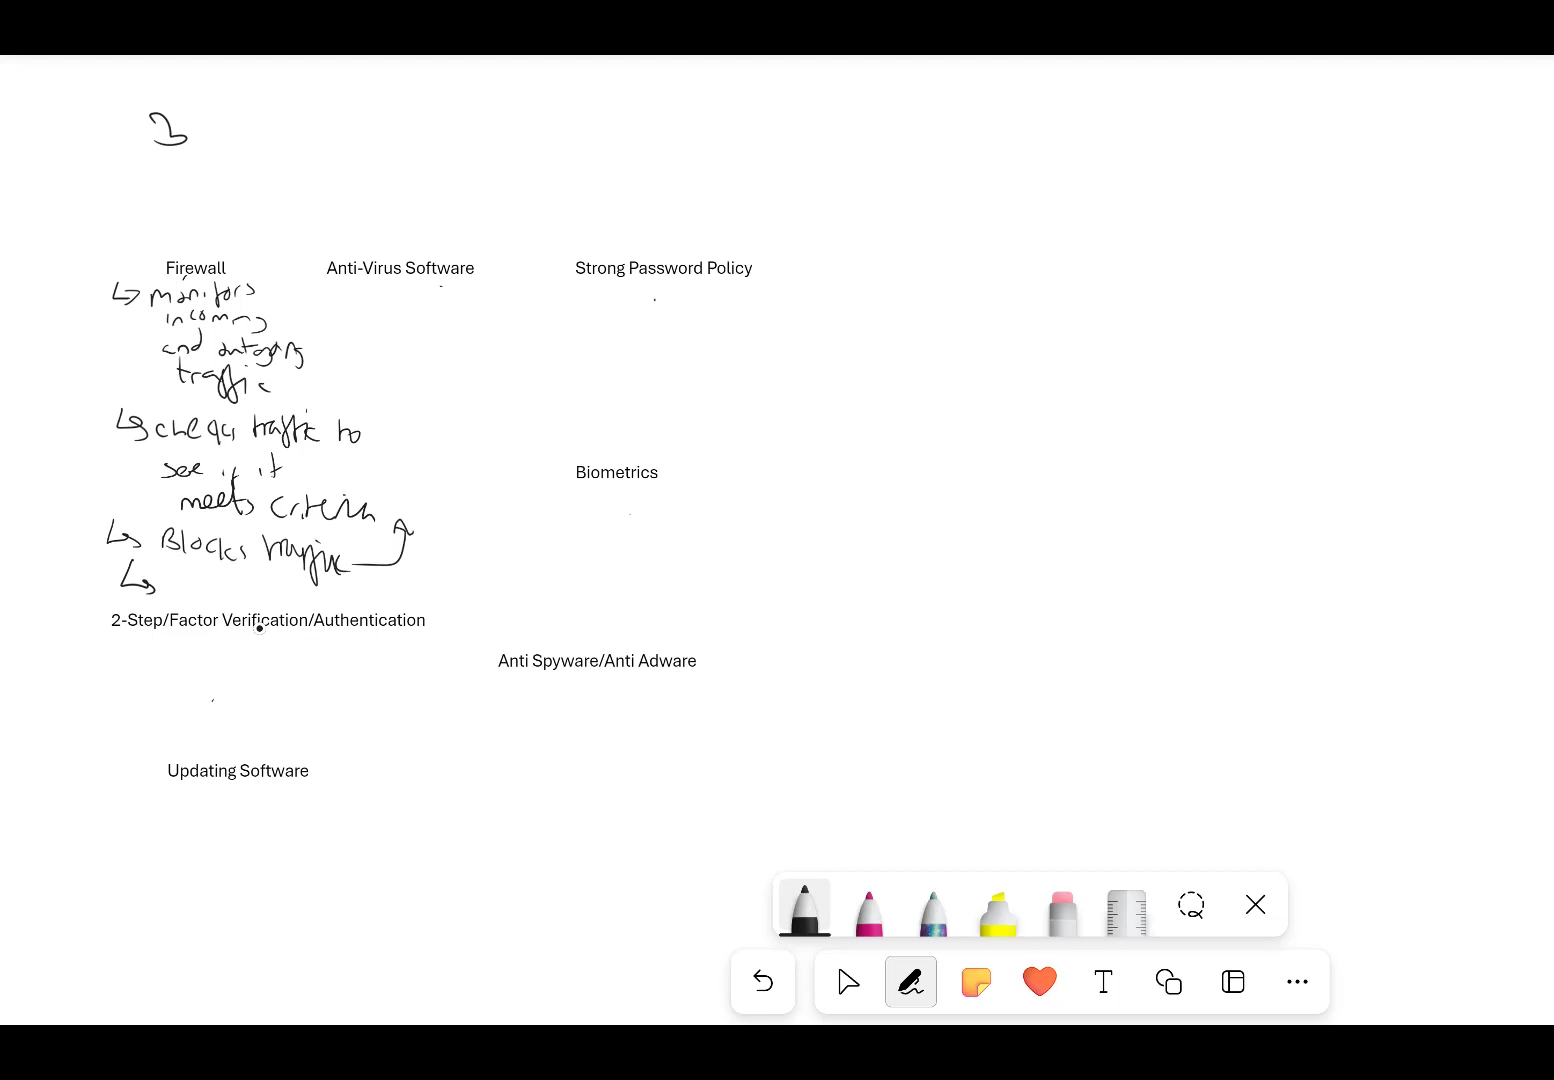 2
Firewall
Anti-Virus Software
Strong Password Policy
↳ monitors
incoming
and outgoing
traffic
↳ checks traffic to
see if it
meets criteria
↳ Blocks traffic
↳
Biometrics
2-Step/Factor Verification/Authentication
Anti Spyware/Anti Adware
Updating Software